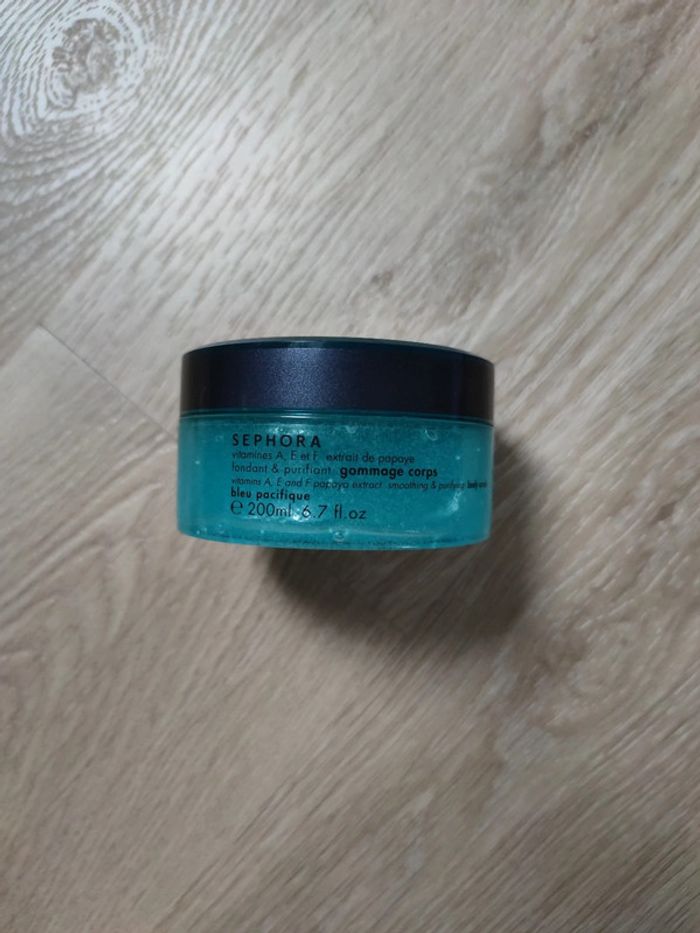 SEPHORA
vitamines A, E et F extrait de papaye
fondant & purifiant gommage corps
vitamins A, E and F papaya extract smoothing & purifying body
bleu pacifique
℮ 200ml 6.7 fl.oz